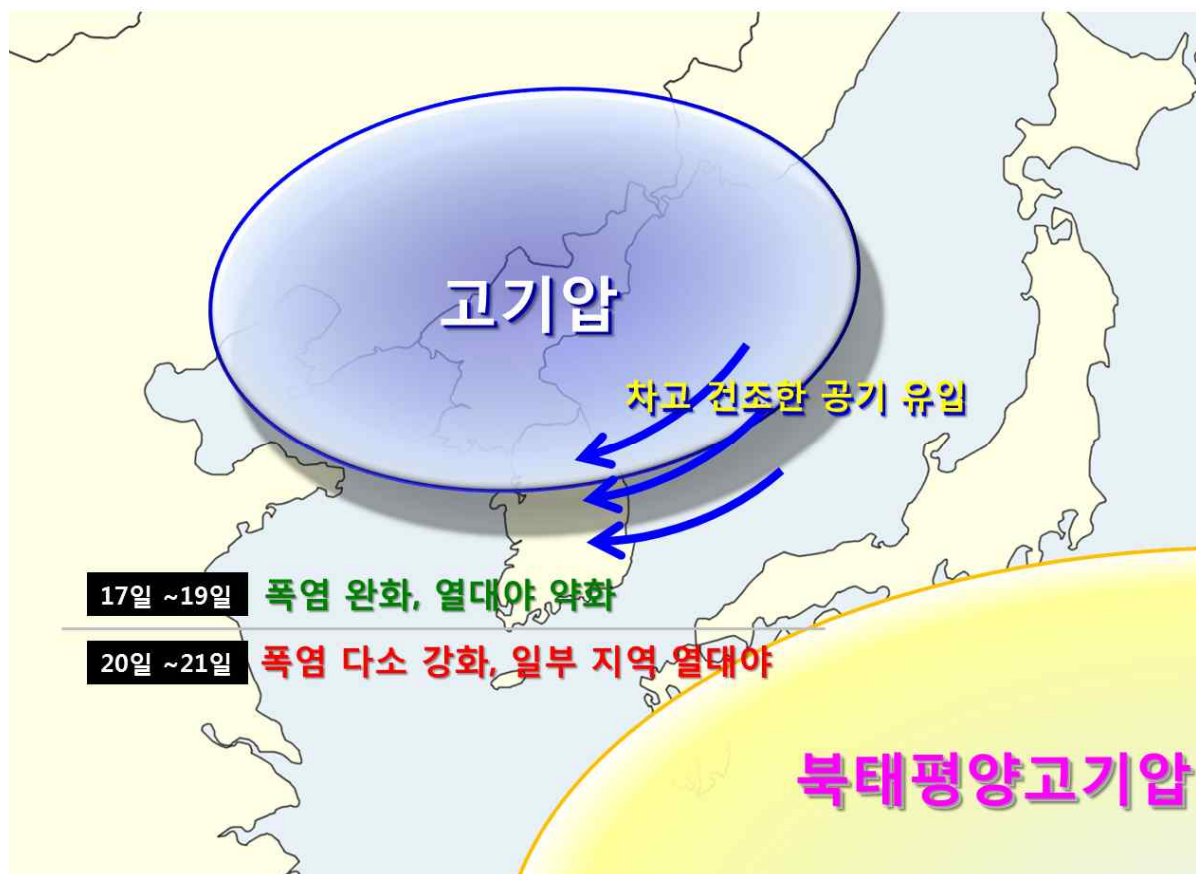 고기압
차고 건조한 공기 유입
17일 ~19일 폭염 완화, 열대야 약화
20일 ~21일 폭염 다소 강화, 일부 지역 열대야
북태평양고기압